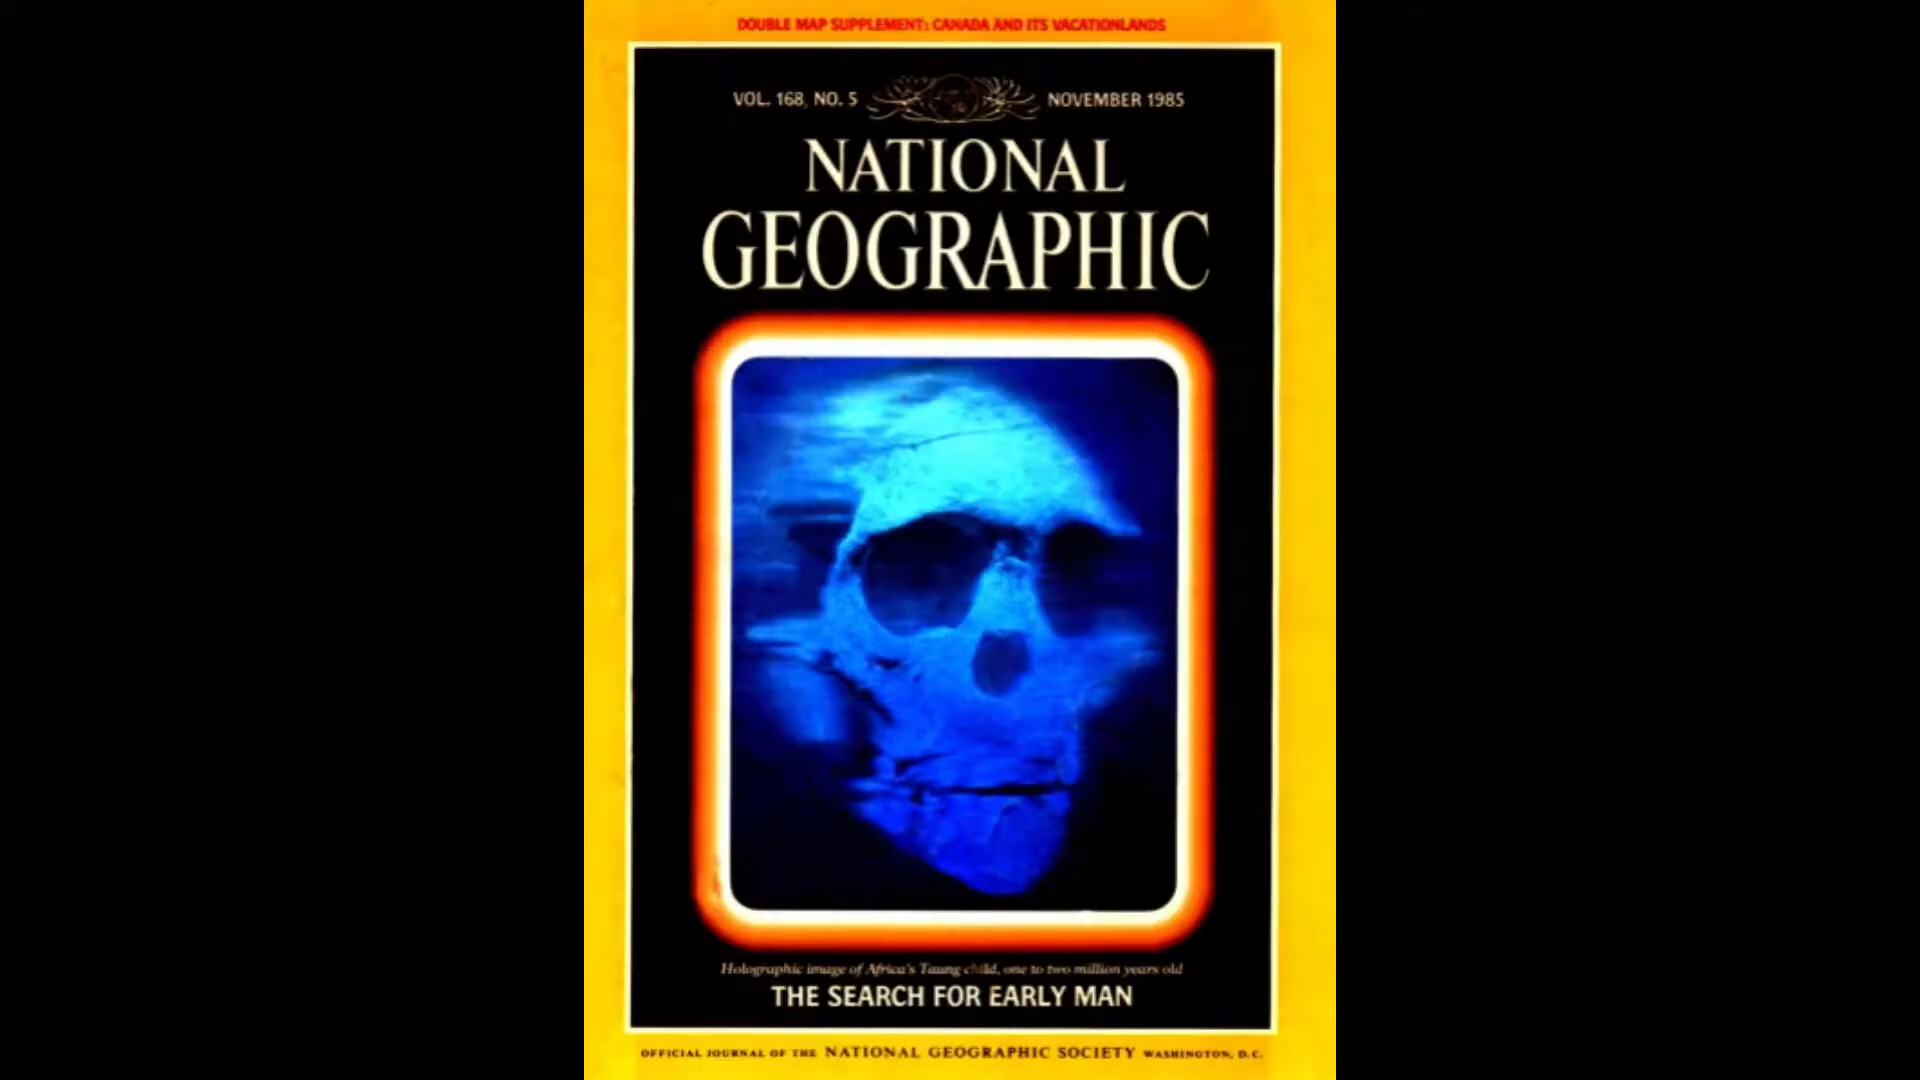 DOUBLE MAP SUPPLEMENT: CANADA AND ITS VACATIONLANDS
VOL. 168, NO. 5 NOVEMBER 1985
NATIONAL
GEOGRAPHIC
Holographic image of Africa's Taung child, one to two million years old
THE SEARCH FOR EARLY MAN
OFFICIAL JOURNAL OF THE NATIONAL GEOGRAPHIC SOCIETY WASHINGTON, D.C.